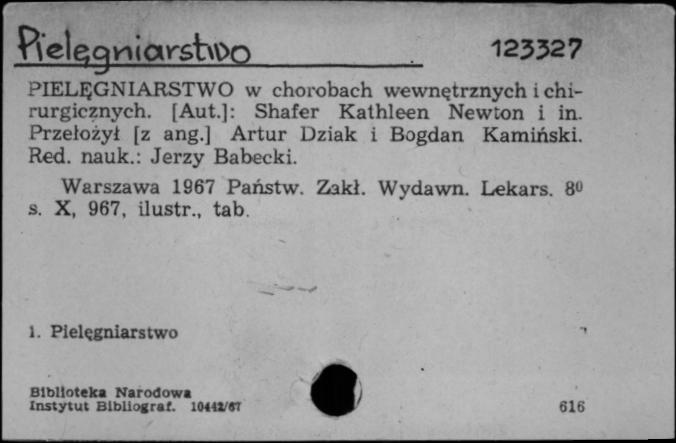 Pielęgniarstwo 123327
PIELĘGNIARSTWO w chorobach wewnętrznych i chi-
rurgicznych. [Aut.]: Shafer Kathleen Newton i in.
Przełożył [z ang.] Artur Dziak i Bogdan Kamiński.
Red. nauk.: Jerzy Babecki.
Warszawa 1967 Państw. Zakł. Wydawn. Lekars. 8⁰
s. X, 967, ilustr., tab.
1. Pielęgniarstwo
Biblioteka Narodowa
Instytut Bibliograf. 10442/67 616